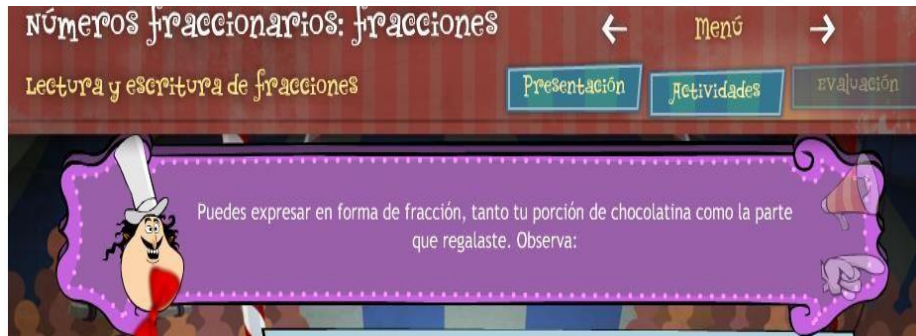 Números fraccionarios: fracciones
Menú
Lectura y escritura de fracciones
Presentación
Actividades
Evaluación
Puedes expresar en forma de fracción, tanto tu porción de chocolatina como la parte
que regalaste. Observa: